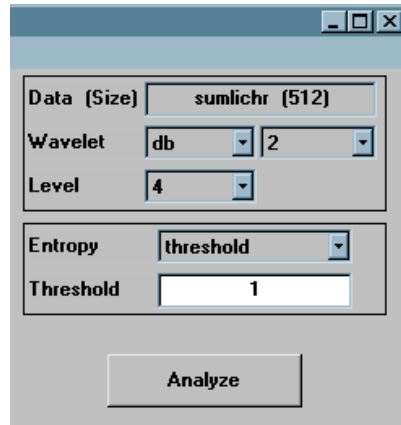 Data (Size) sumlichr (512)
Wavelet db 2
Level 4
Entropy threshold
Threshold 1
Analyze